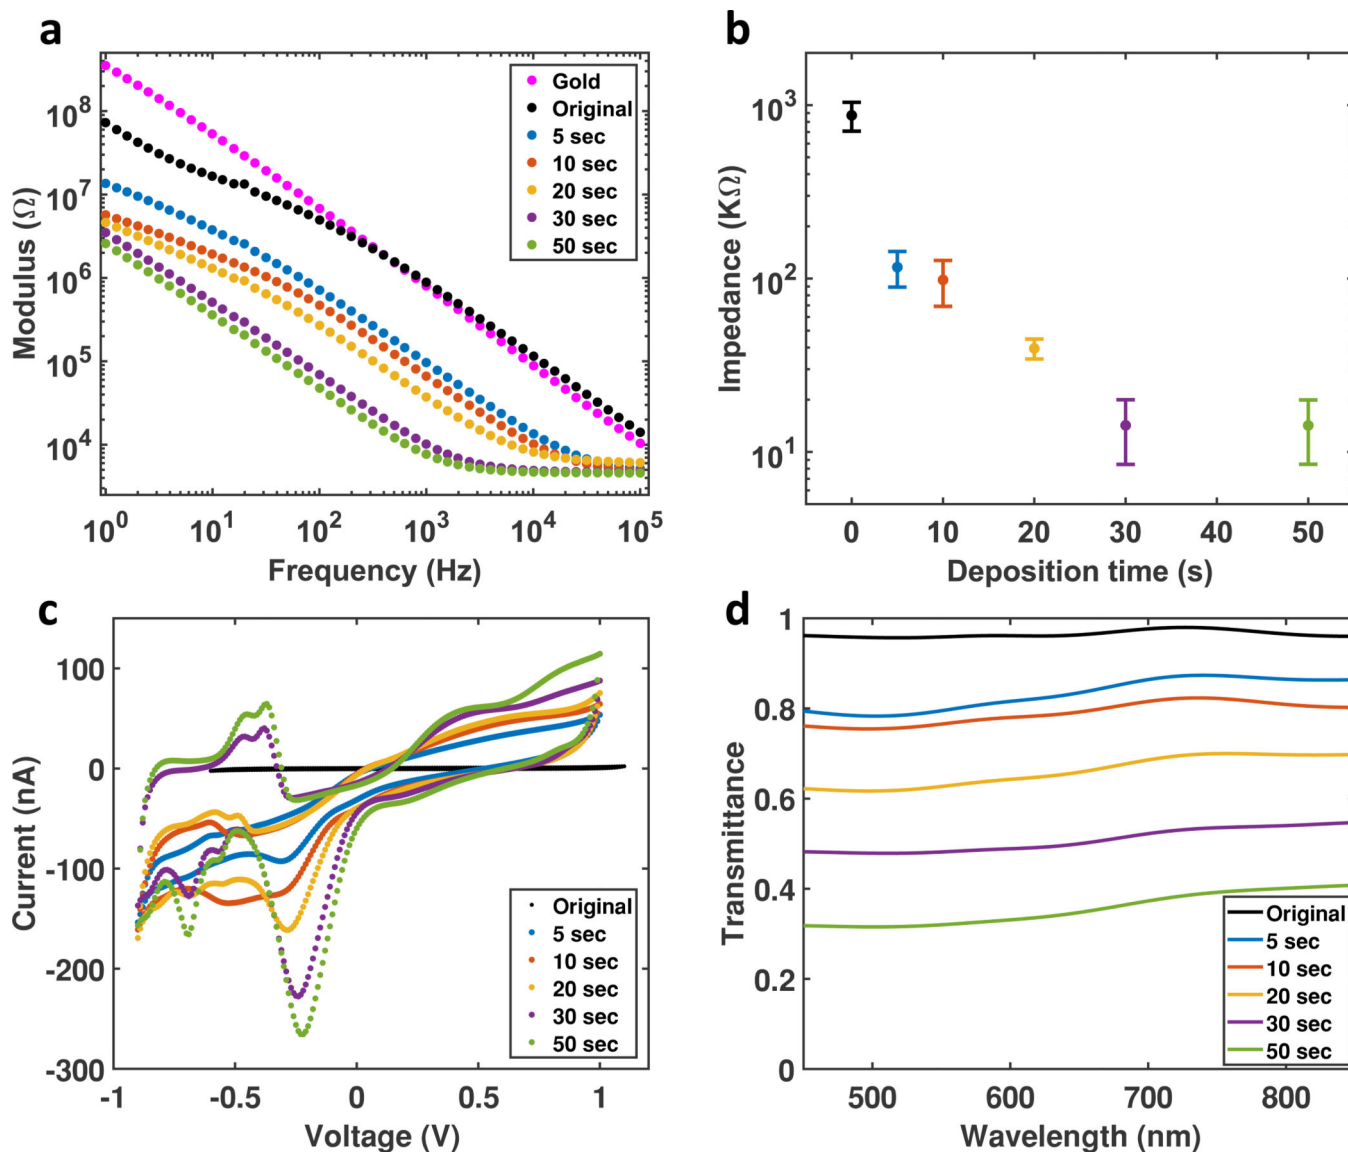 a
Modulus (Ω)
10^8
10^7
10^6
10^5
10^4
10^0 10^1 10^2 10^3 10^4 10^5
Frequency (Hz)
Gold
Original
5 sec
10 sec
20 sec
30 sec
50 sec
b
Impedance (KΩ)
10^3
10^2
10^1
0 10 20 30 40 50
Deposition time (s)
c
Current (nA)
100
0
-100
-200
-300
-1 -0.5 0 0.5 1
Voltage (V)
Original
5 sec
10 sec
20 sec
30 sec
50 sec
d
Transmittance
1
0.8
0.6
0.4
0.2
0
500 600 700 800
Wavelength (nm)
Original
5 sec
10 sec
20 sec
30 sec
50 sec